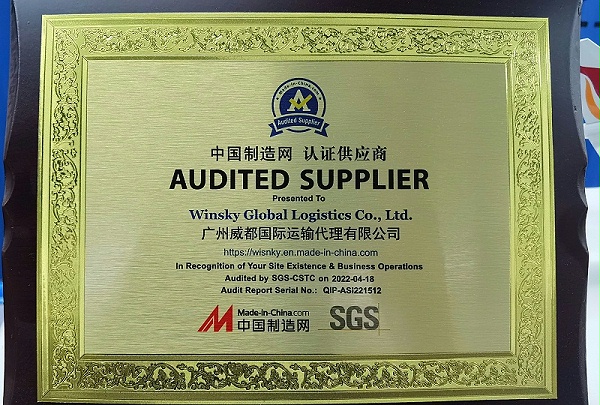 MADE-IN-CHINA.COM
Audited Supplier
中国制造网 认证供应商
AUDITED SUPPLIER
Presented To
Winsky Global Logistics Co., Ltd.
广州威都国际运输代理有限公司
https://wisnky.en.made-in-china.com
In Recognition of Your Site Existence & Business Operations
Audited by SGS-CSTC on 2022-04-18
Audit Report Serial No.: QIP-ASI221512
Made-in-China.com
中国制造网
SGS